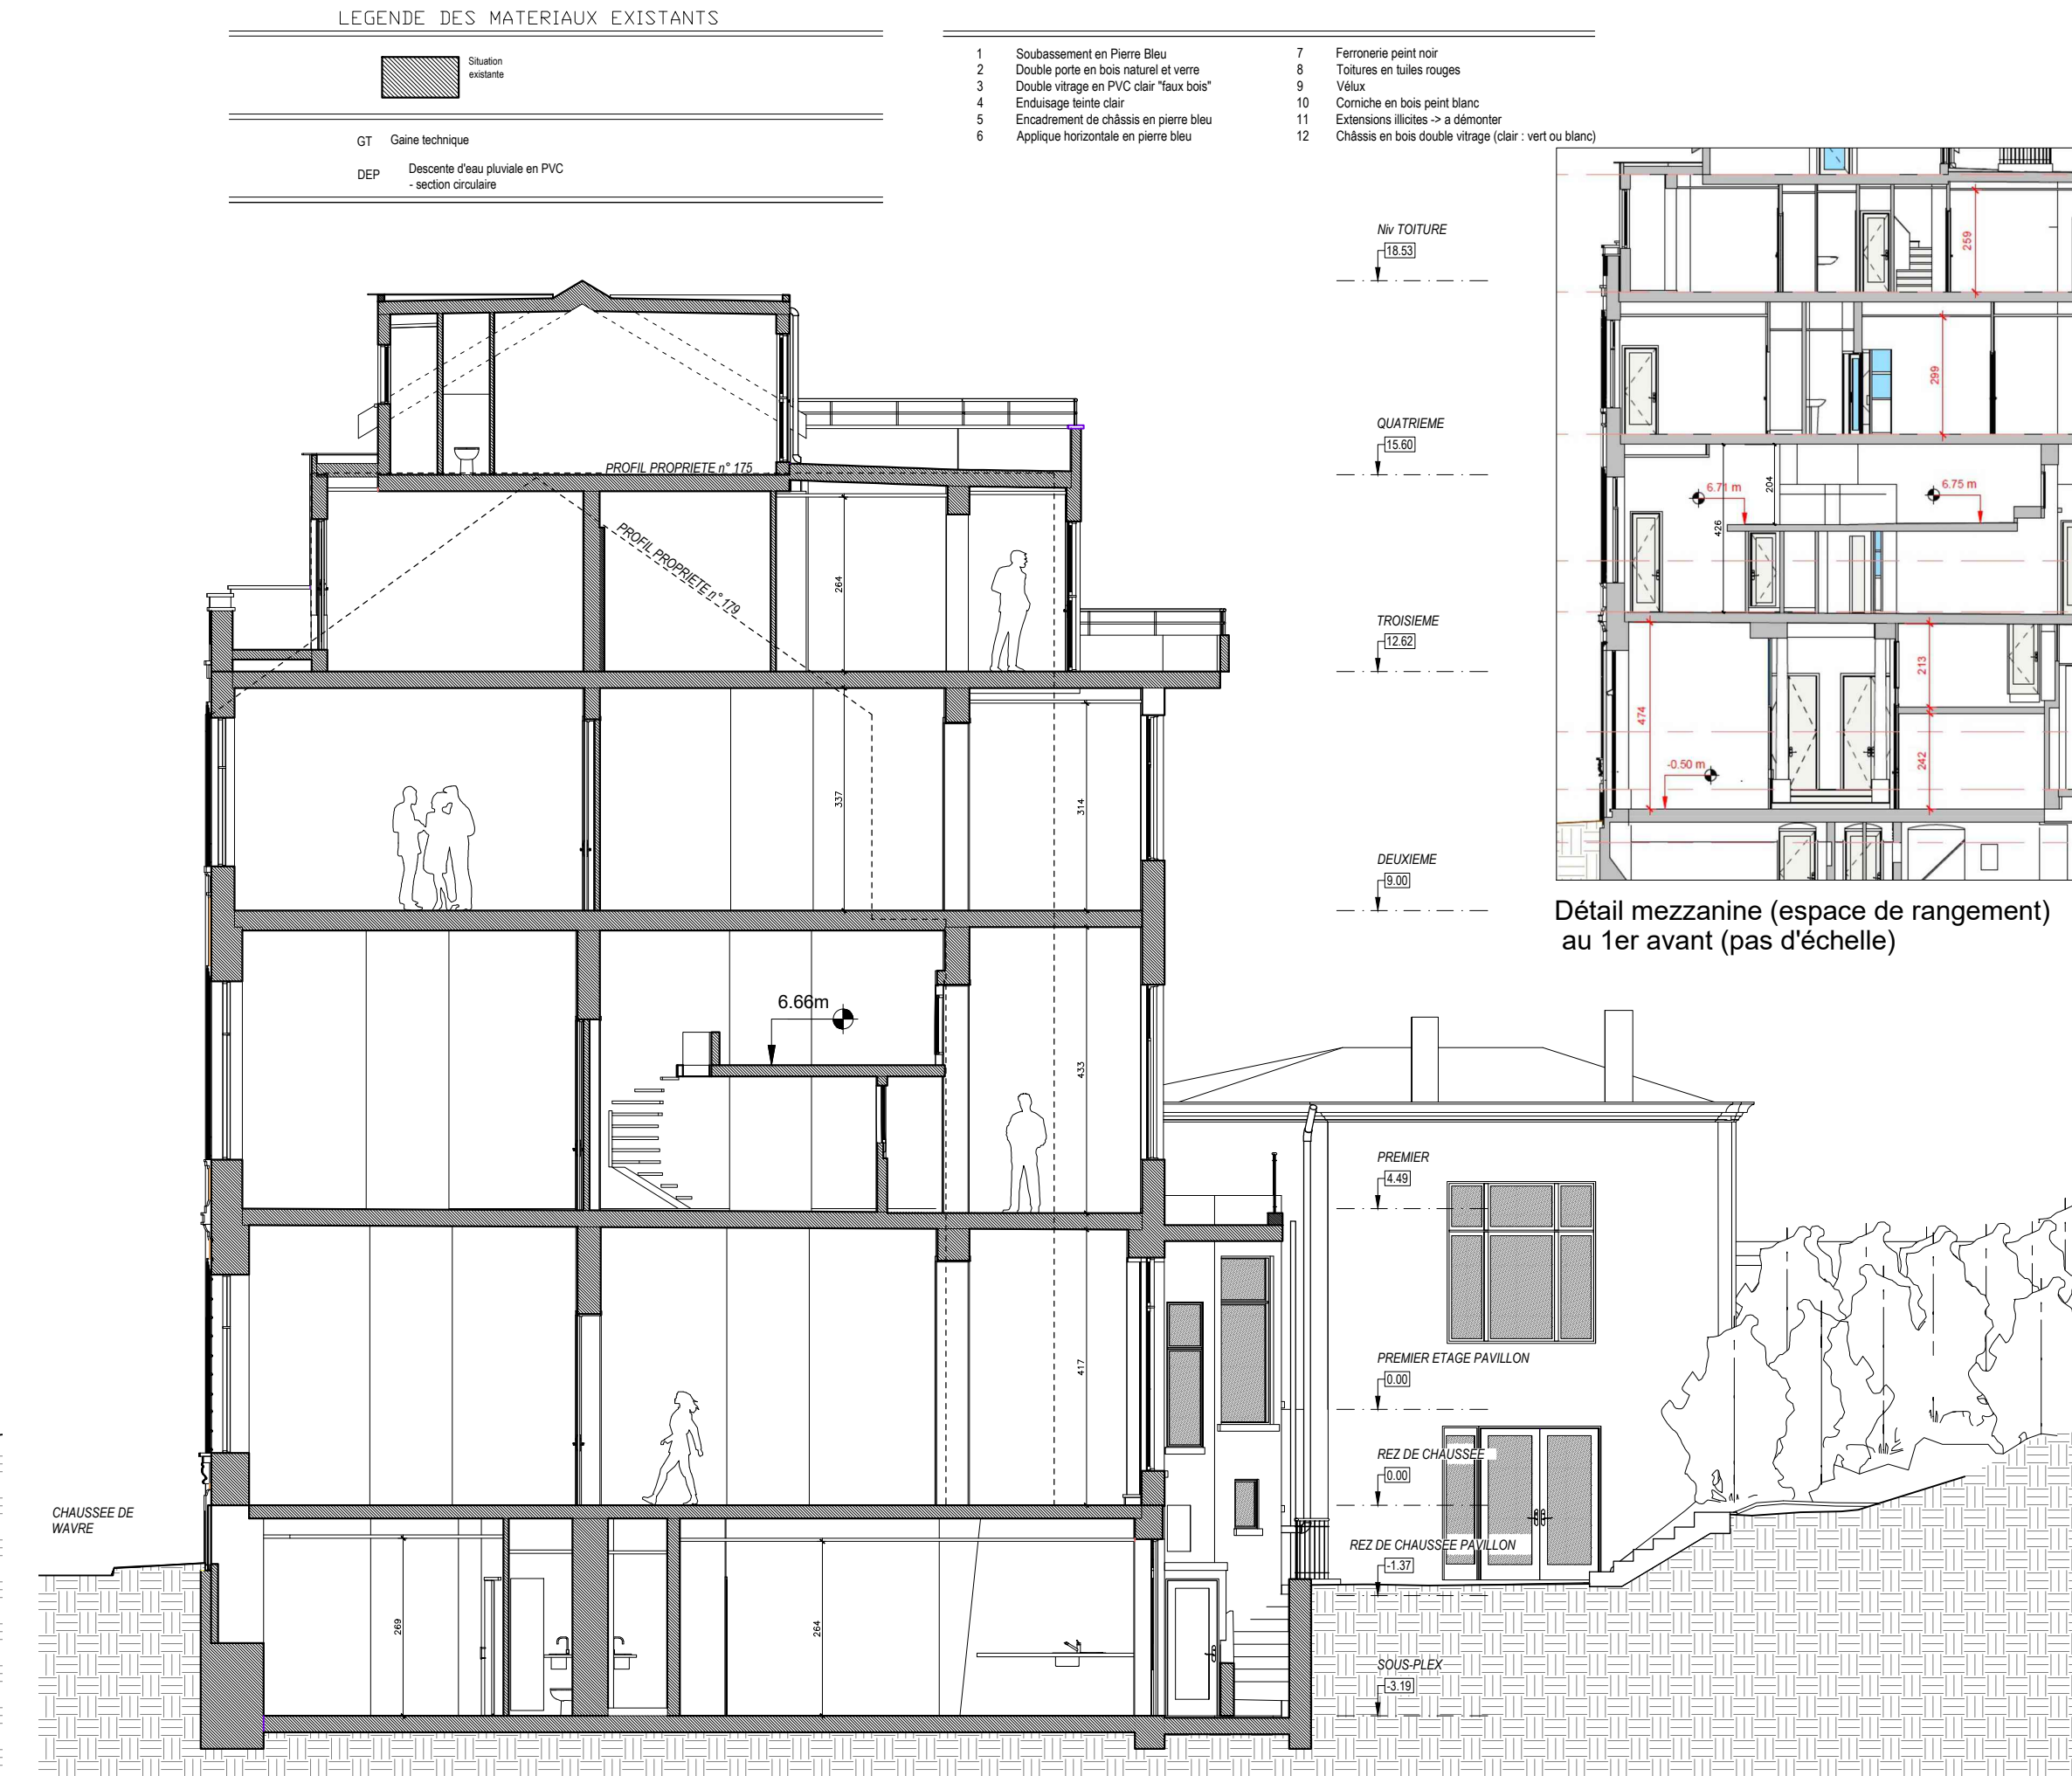 LEGENDE DES MATERIAUX EXISTANTS
Situation
existante
GT Gaine technique
DEP Descente d'eau pluviale en PVC
- section circulaire
1 Soubassement en Pierre Bleu
2 Double porte en bois naturel et verre
3 Double vitrage en PVC clair "faux bois"
4 Enduisage teinte clair
5 Encadrement de châssis en pierre bleu
6 Applique horizontale en pierre bleu
7 Ferronerie peint noir
8 Toitures en tuiles rouges
9 Vélux
10 Corniche en bois peint blanc
11 Extensions illicites -> a démonter
12 Châssis en bois double vitrage (clair : vert ou blanc)
Niv TOITURE
18.53
QUATRIEME
15.60
TROISIEME
12.62
DEUXIEME
9.00
PREMIER
4.49
PREMIER ETAGE PAVILLON
0.00
REZ DE CHAUSSEE
0.00
REZ DE CHAUSSEE PAVILLON
-1.37
SOUS-PLEX
-3.19
PROFIL PROPRIETE n° 175
PROFIL PROPRIETE n° 179
264
337
314
6.66m
433
417
269
264
CHAUSSEE DE
WAVRE
259
299
6.71 m
204
6.75 m
426
474
213
-0.50 m
242
Détail mezzanine (espace de rangement)
au 1er avant (pas d'échelle)